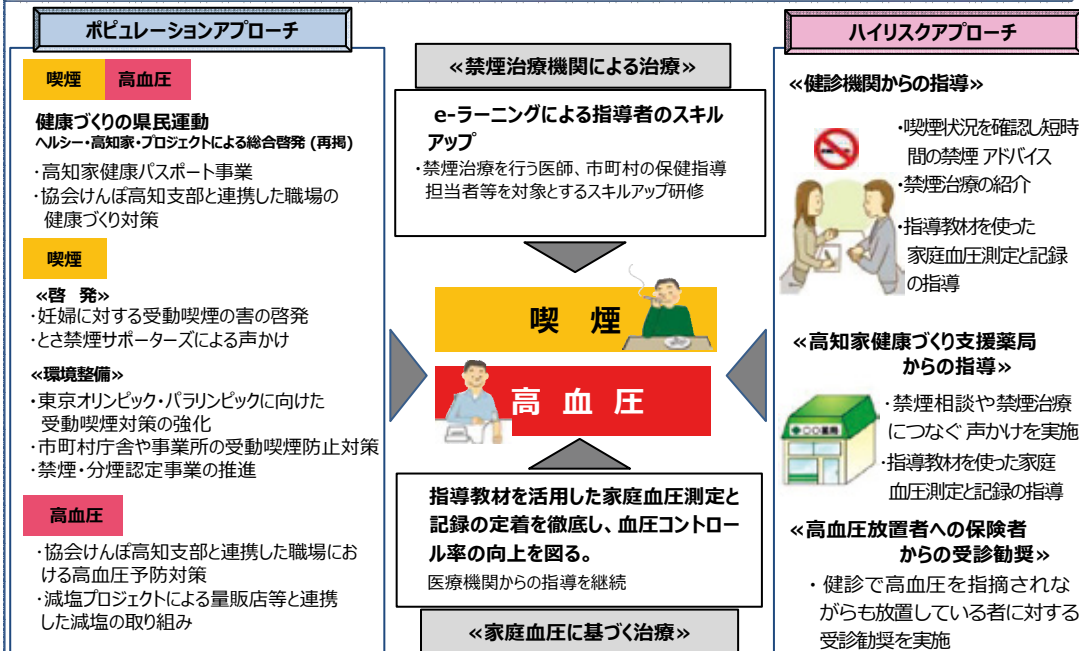 ポピュレーションアプローチ
喫煙
高血圧
健康づくりの県民運動
ヘルシー・高知家・プロジェクトによる総合啓発 (再掲)
・高知家健康パスポート事業
・協会けんぽ高知支部と連携した職場の
健康づくり対策
喫煙
≪啓 発≫
・妊婦に対する受動喫煙の害の啓発
・とさ禁煙サポーターズによる声かけ
≪環境整備≫
・東京オリンピック・パラリンピックに向けた
受動喫煙対策の強化
・市町村庁舎や事業所の受動喫煙防止対策
・禁煙・分煙認定事業の推進
高血圧
・協会けんぽ高知支部と連携した職場にお
ける高血圧予防対策
・減塩プロジェクトによる量販店等と連携
した減塩の取り組み
≪禁煙治療機関による治療≫
e-ラーニングによる指導者のスキル
アップ
・禁煙治療を行う医師、市町村の保健指導
担当者等を対象とするスキルアップ研修
喫 煙
高 血 圧
指導教材を活用した家庭血圧測定と
記録の定着を徹底し、血圧コントロー
ル率の向上を図る。
医療機関からの指導を継続
≪家庭血圧に基づく治療≫
ハイリスクアプローチ
≪健診機関からの指導≫
・喫煙状況を確認し短時
間の禁煙 アドバイス
・禁煙治療の紹介
・指導教材を使った
家庭血圧測定と記録
の指導
≪高知家健康づくり支援薬局
からの指導≫
〇〇薬局
・禁煙相談や禁煙治療
につなぐ 声かけを実施
・指導教材を使った家庭
血圧測定と記録の指導
≪高血圧放置者への保険者
からの受診勧奨≫
・ 健診で高血圧を指摘されな
がらも放置している者に対する
受診勧奨を実施